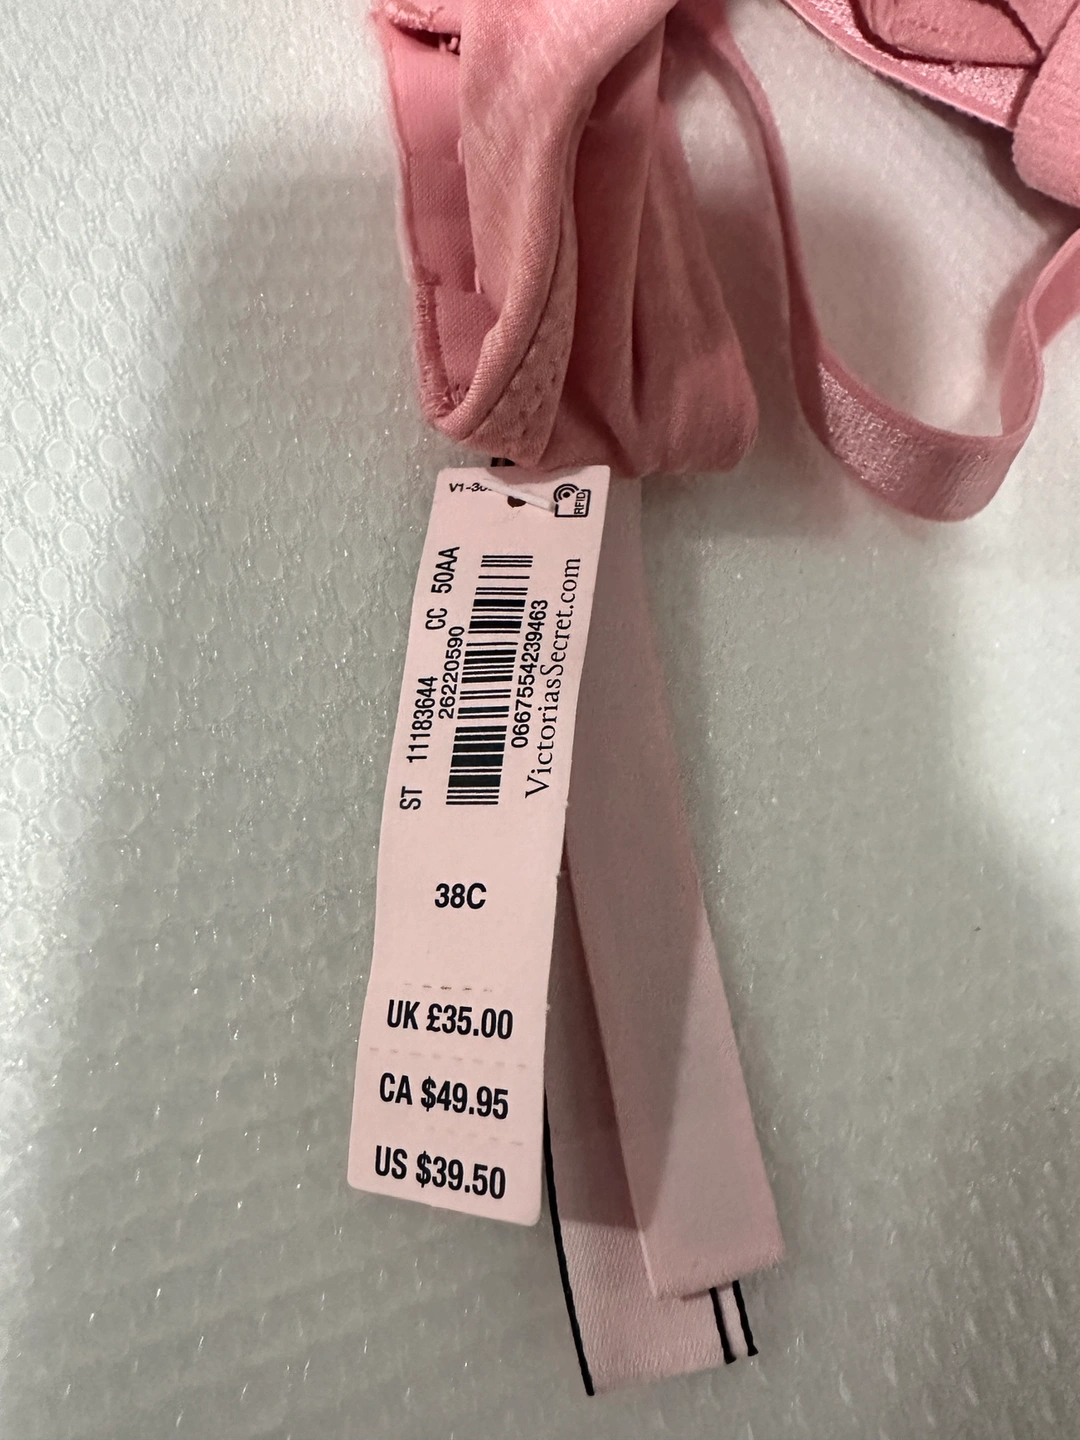 V1-
RFID
ST 11183644 CC 50AA
26220590
0667554239463
VictoriasSecret.com
38C
UK £35.00
CA $49.95
US $39.50